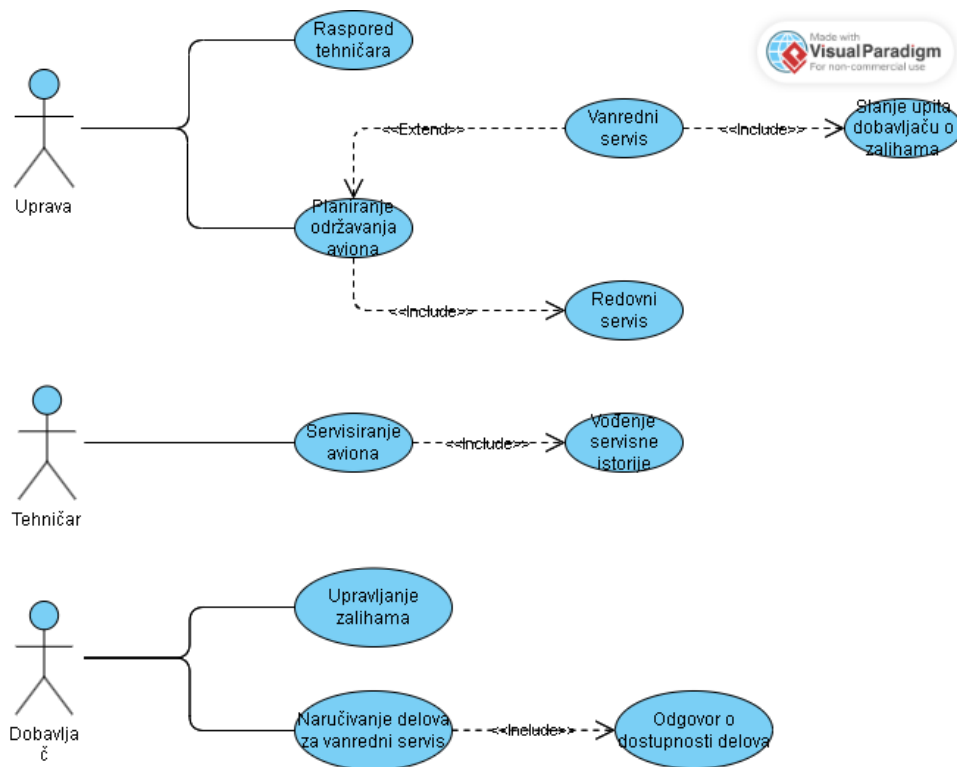 Raspored
tehničara
Made with
Visual Paradigm
For non-commercial use
Uprava
<<Extend>>
Vanredni
servis
<<Include>>
Slanje upita
dobavljaču o
zalihama
Planiranje
održavanja
aviona
<<Include>>
Redovni
servis
Tehničar
Servisiranje
aviona
<<Include>>
Vođenje
servisne
istorije
Dobavlja
č
Upravljanje
zalihama
Naručivanje delova
za vanredni servis
<<Include>>
Odgovor o
dostupnosti delova